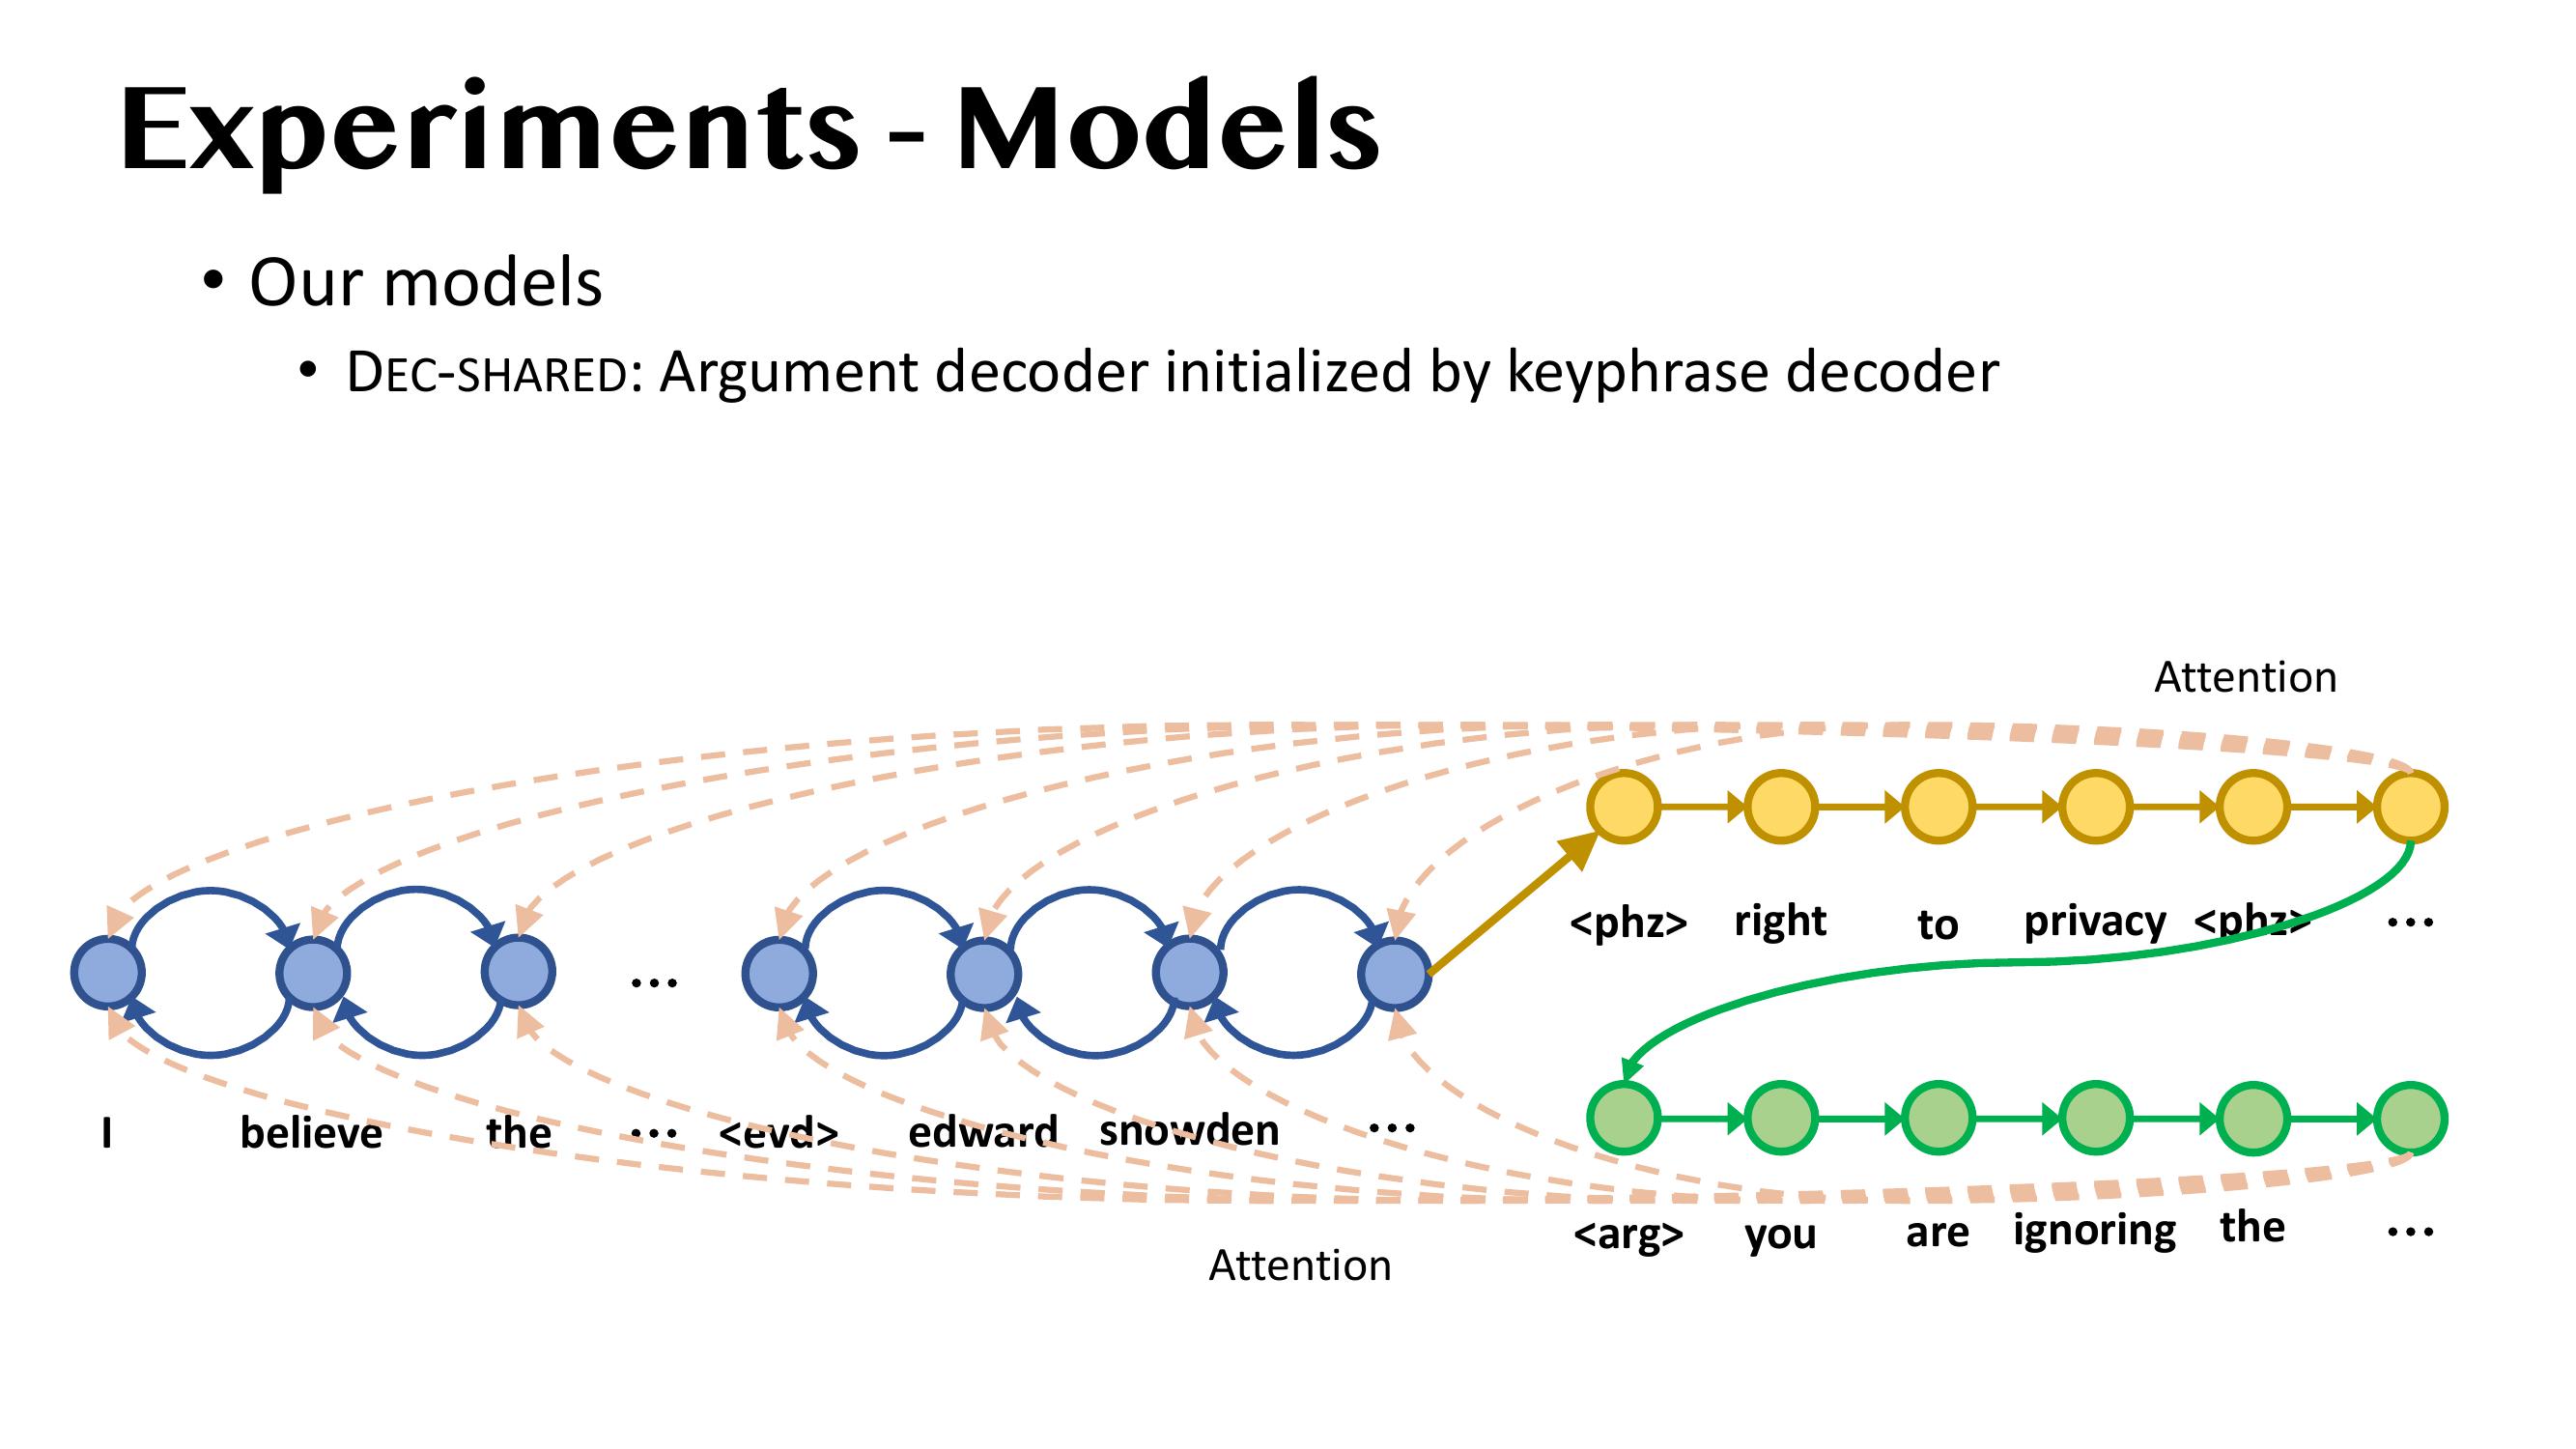 Experiments - Models
• Our models
• DEC-SHARED: Argument decoder initialized by keyphrase decoder
Attention
<phz> right to privacy <phz> ...
I believe the ... <evd> edward snowden ...
<arg> you are ignoring the ...
Attention